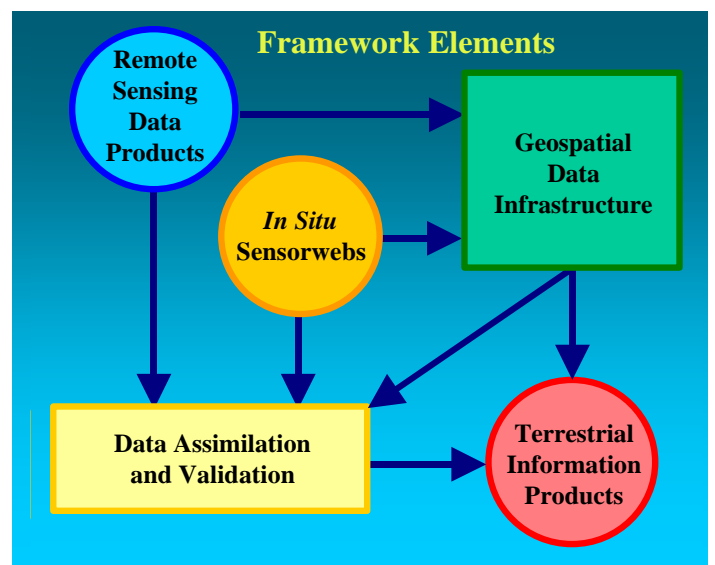 Framework Elements
Remote
Sensing
Data
Products
Geospatial
Data
Infrastructure
In Situ
Sensorwebs
Data Assimilation
and Validation
Terrestrial
Information
Products